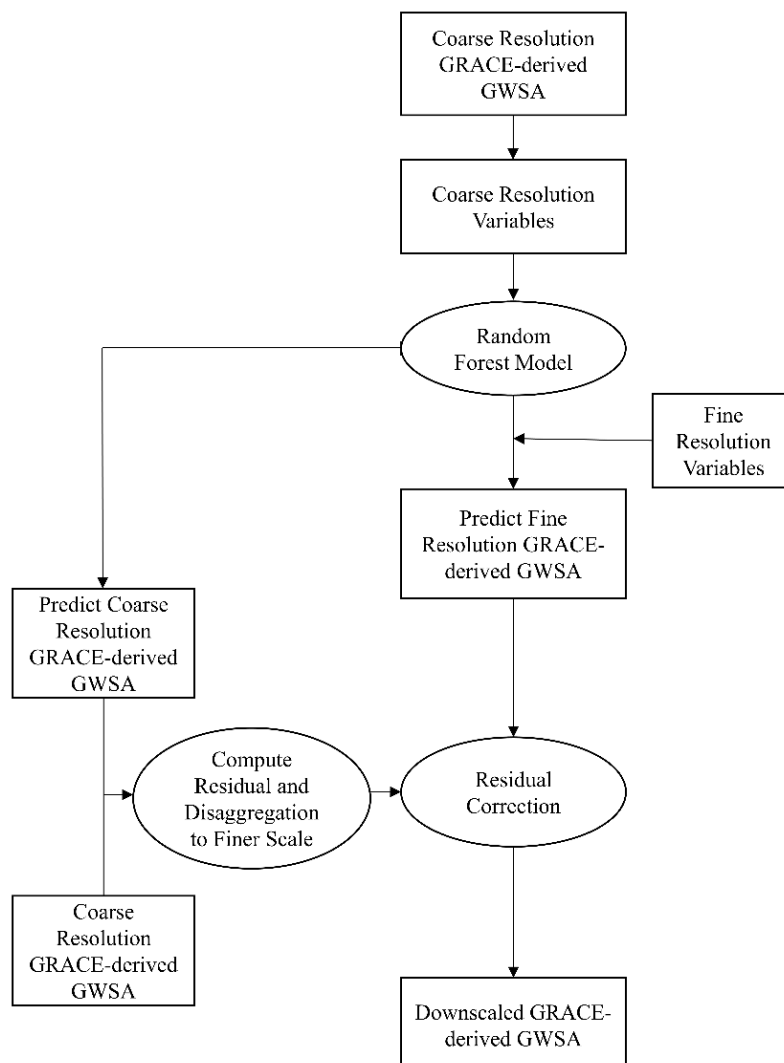 Coarse Resolution
GRACE-derived
GWSA
Coarse Resolution
Variables
Random
Forest Model
Fine
Resolution
Variables
Predict Fine
Resolution GRACE-
derived GWSA
Predict Coarse
Resolution
GRACE-derived
GWSA
Compute
Residual and
Disaggregation
to Finer Scale
Residual
Correction
Coarse
Resolution
GRACE-derived
GWSA
Downscaled GRACE-
derived GWSA